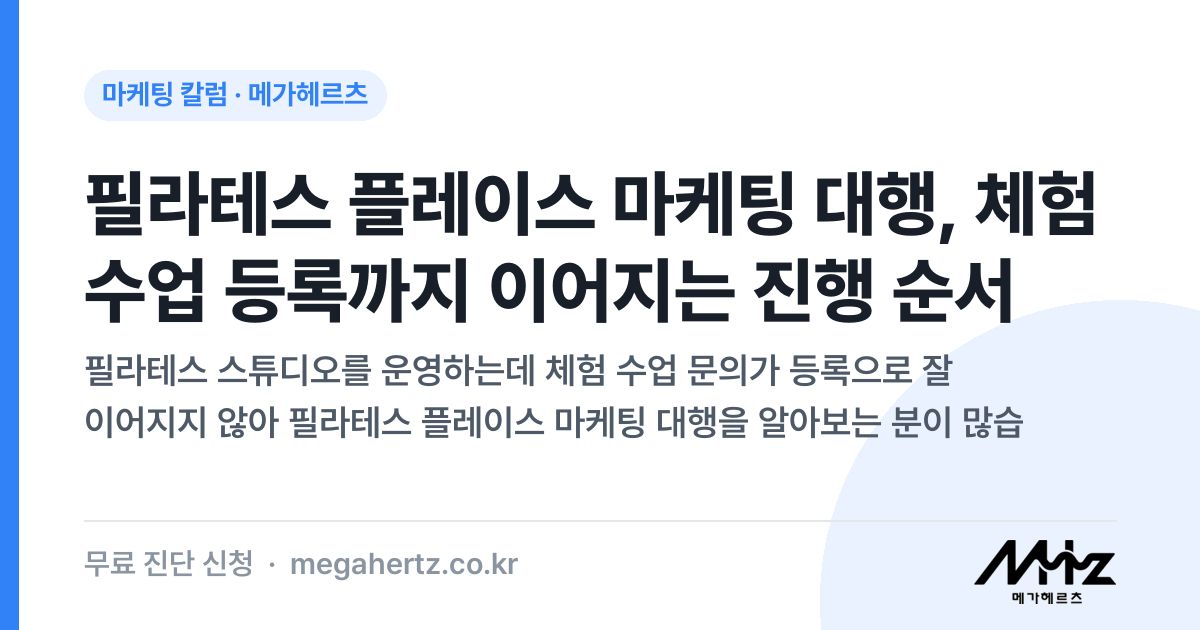 마케팅 칼럼 · 메가헤르츠
필라테스 플레이스 마케팅 대행, 체험
수업 등록까지 이어지는 진행 순서
필라테스 스튜디오를 운영하는데 체험 수업 문의가 등록으로 잘
이어지지 않아 필라테스 플레이스 마케팅 대행을 알아보는 분이 많습
무료 진단 신청 · megahertz.co.kr
MHz
메가헤르츠